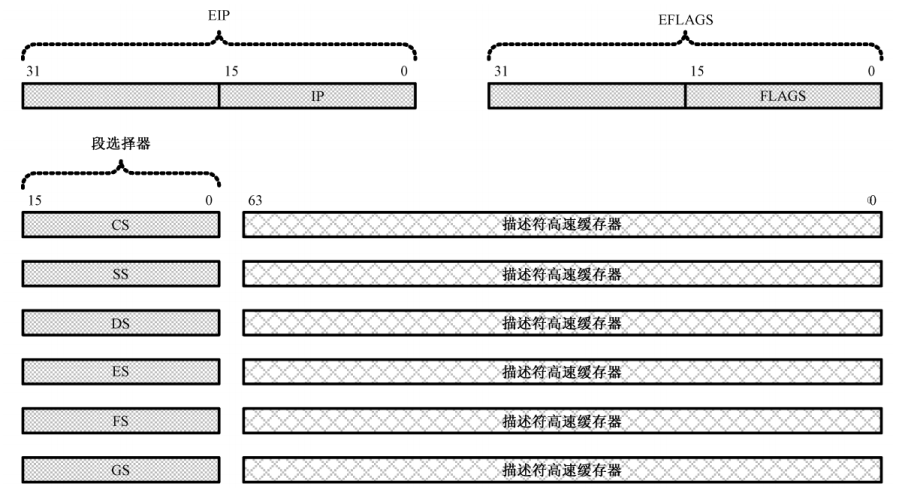 EIP EFLAGS
31 15 0 31 15 0
IP FLAGS
段选择器
15 0 63 0
CS 描述符高速缓存器
SS 描述符高速缓存器
DS 描述符高速缓存器
ES 描述符高速缓存器
FS 描述符高速缓存器
GS 描述符高速缓存器